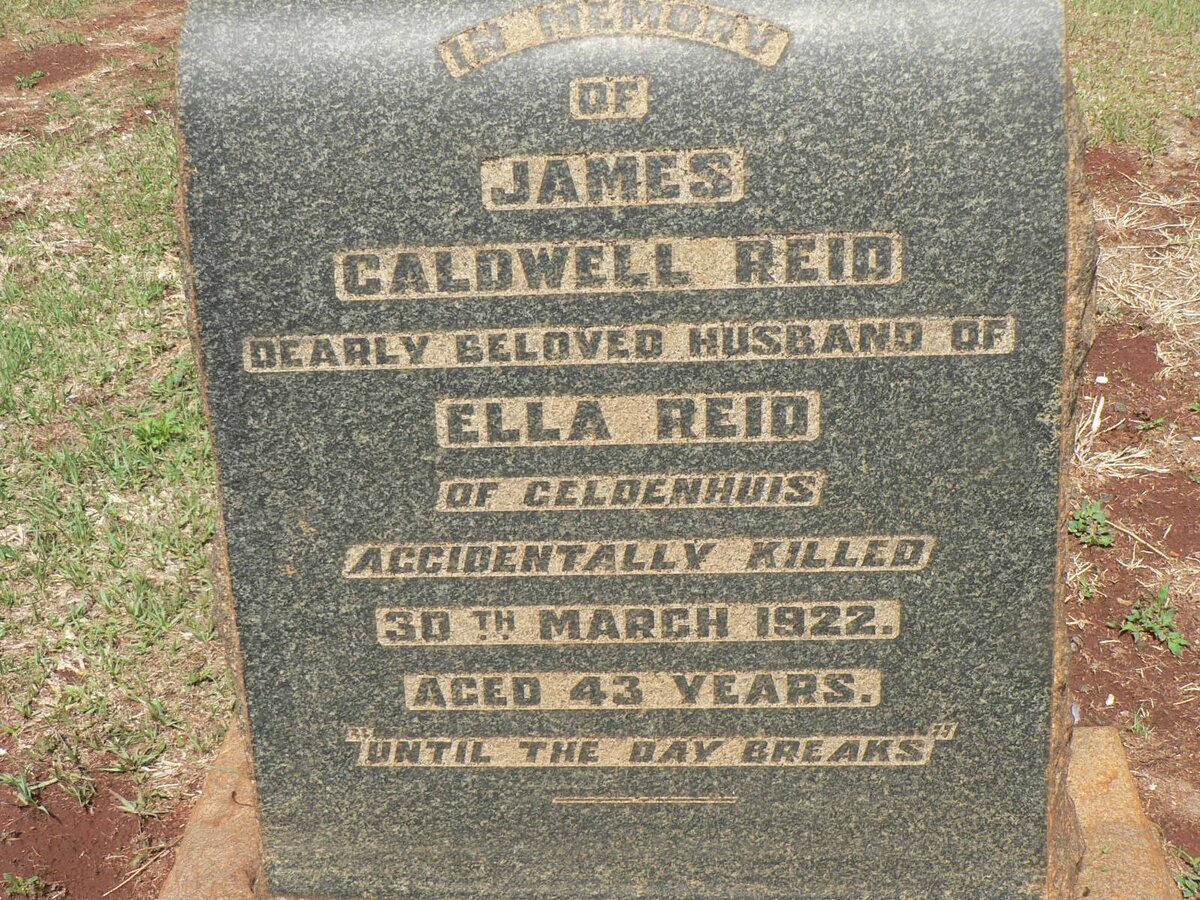 IN MEMORY
OF
JAMES
CALDWELL REID
DEARLY BELOVED HUSBAND OF
ELLA REID
OF GELDENHUIS
ACCIDENTALLY KILLED
30TH MARCH 1922.
AGED 43 YEARS.
"UNTIL THE DAY BREAKS"